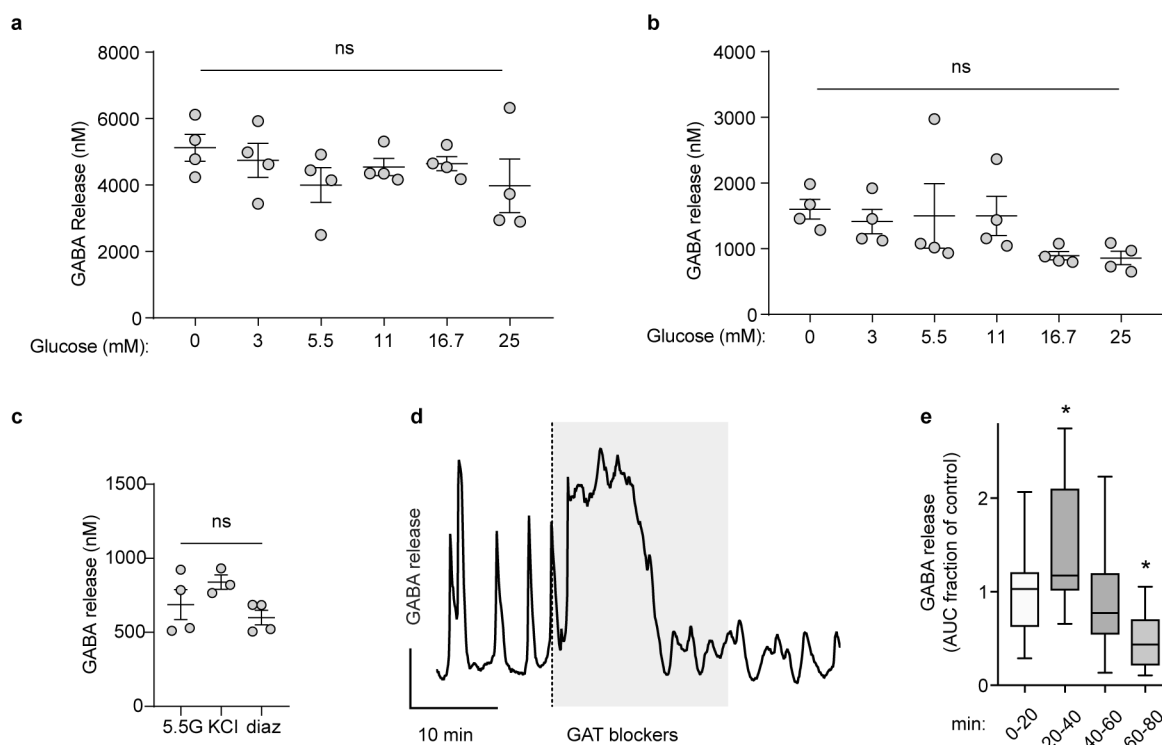 a
ns
GABA Release (nM)
8000
6000
4000
2000
0
Glucose (mM): 0 3 5.5 11 16.7 25
b
ns
GABA release (nM)
4000
3000
2000
1000
0
Glucose (mM): 0 3 5.5 11 16.7 25
c
ns
GABA release (nM)
1500
1000
500
0
5.5G KCl diaz
d
GABA release
10 min
GAT blockers
e
* *
GABA release
(AUC fraction of control)
2
1
0
min: 0-20 20-40 40-60 60-80